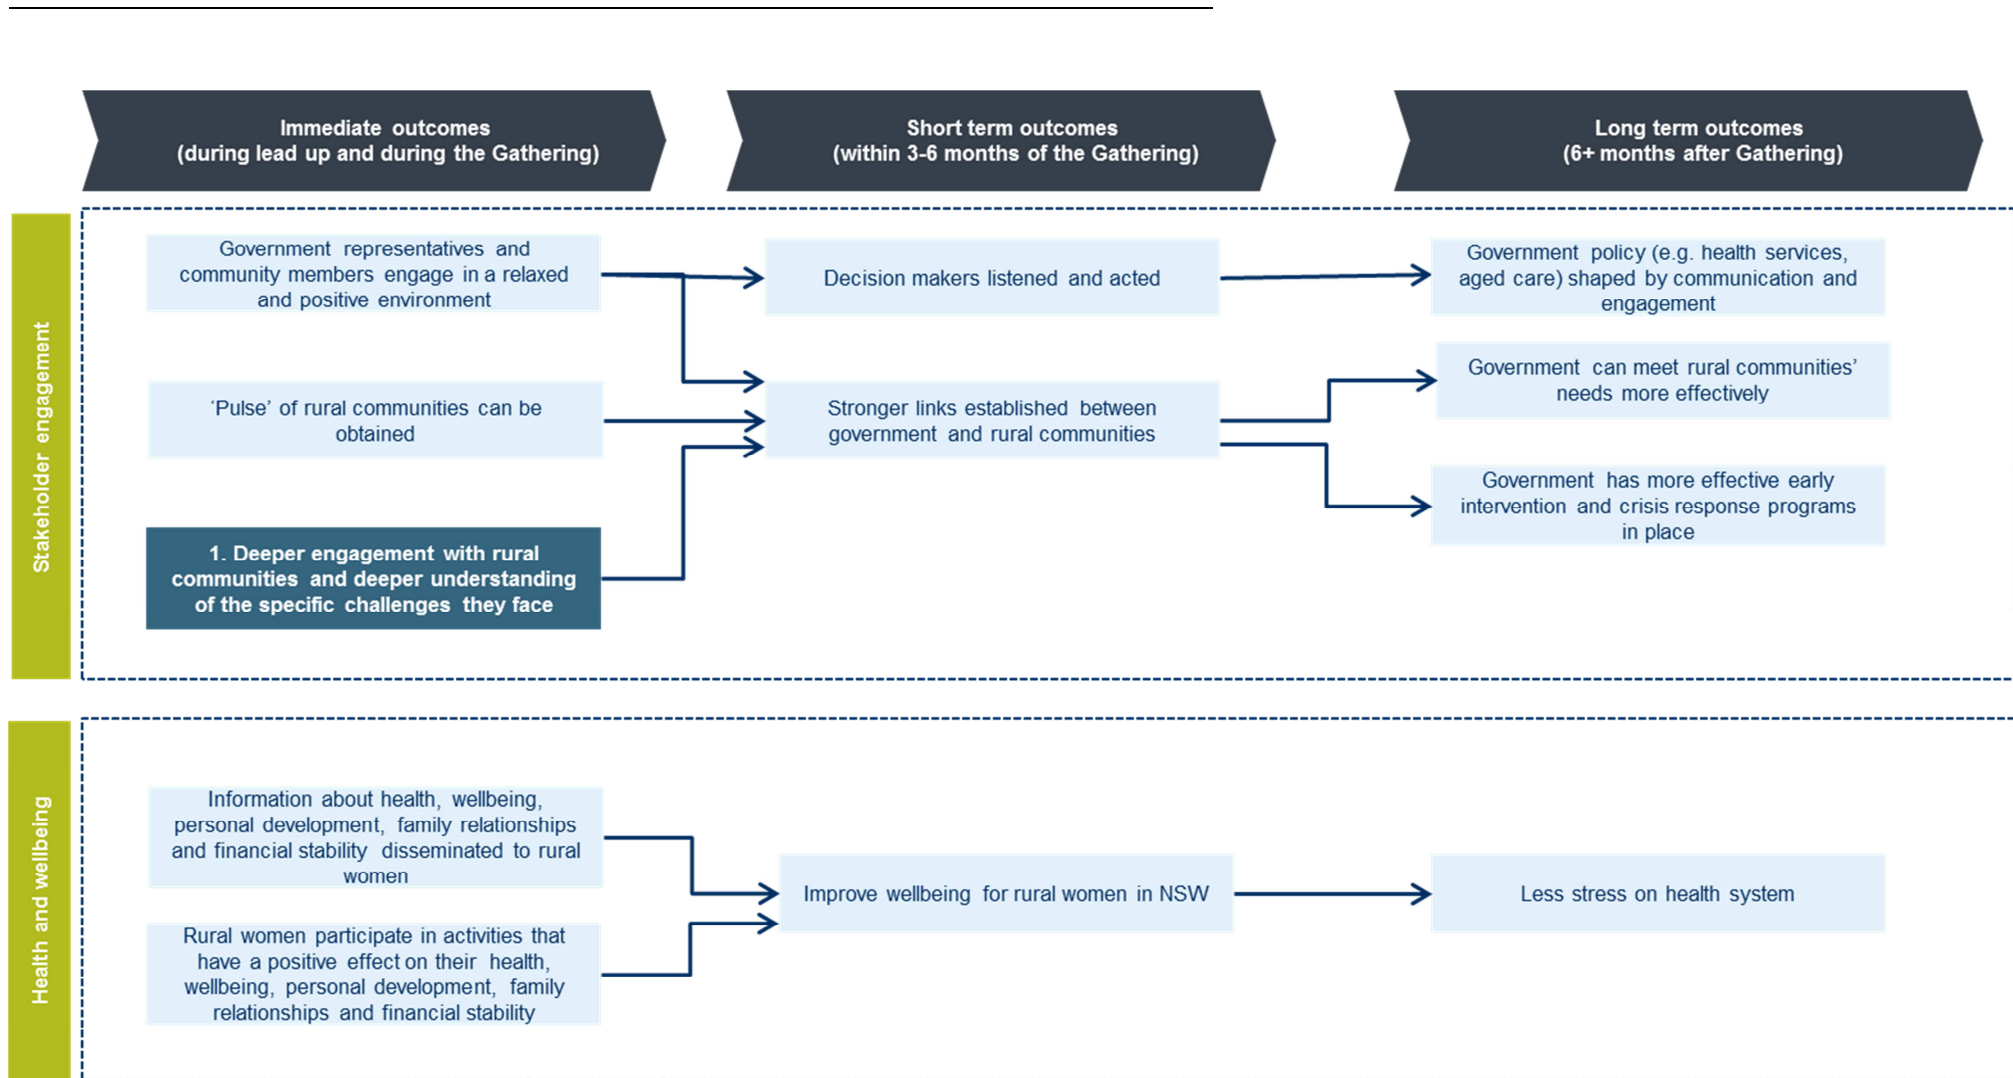 Immediate outcomes
(during lead up and during the Gathering)
Short term outcomes
(within 3-6 months of the Gathering)
Long term outcomes
(6+ months after Gathering)
Stakeholder engagement
Government representatives and
community members engage in a relaxed
and positive environment
Decision makers listened and acted
Government policy (e.g. health services,
aged care) shaped by communication and
engagement
‘Pulse’ of rural communities can be
obtained
Stronger links established between
government and rural communities
Government can meet rural communities’
needs more effectively
Government has more effective early
intervention and crisis response programs
in place
1. Deeper engagement with rural
communities and deeper understanding
of the specific challenges they face
Health and wellbeing
Information about health, wellbeing,
personal development, family relationships
and financial stability disseminated to rural
women
Improve wellbeing for rural women in NSW
Less stress on health system
Rural women participate in activities that
have a positive effect on their health,
wellbeing, personal development, family
relationships and financial stability